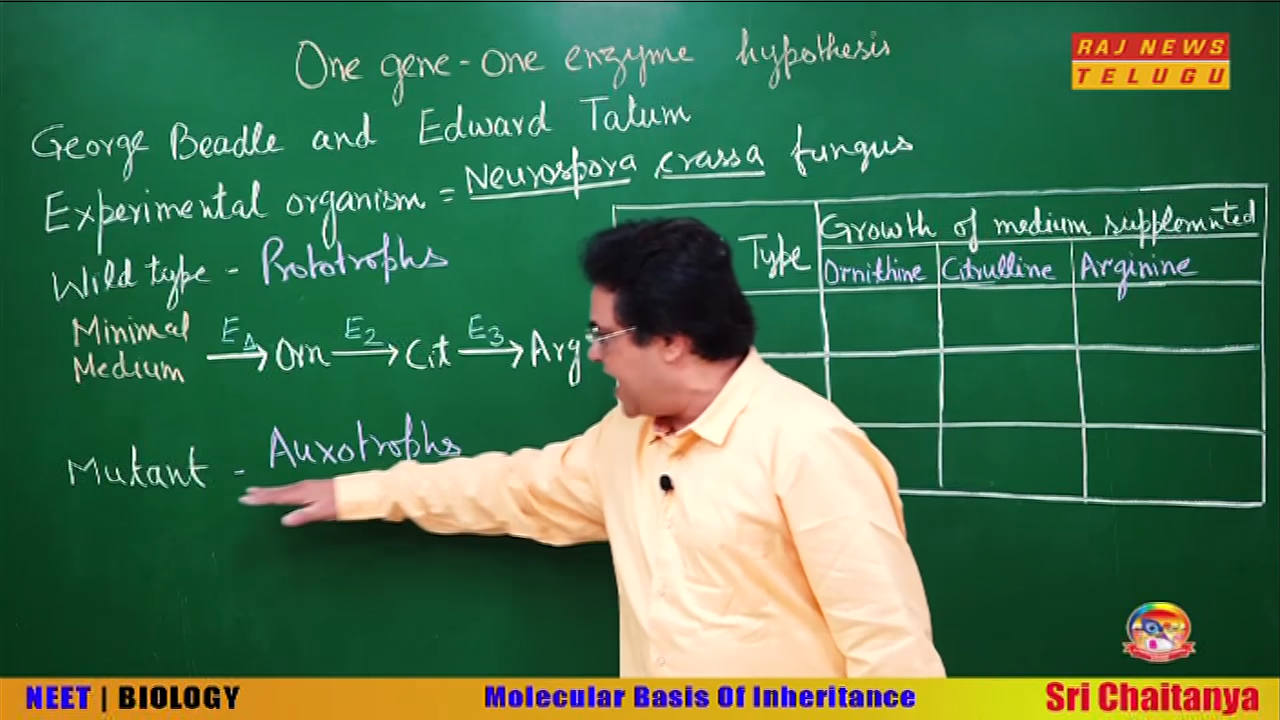 One gene - One enzyme hypothesis
RAJ NEWS
TELUGU
George Beadle and Edward Tatum
Experimental organism = Neurospora crassa fungus
Wild type - Prototrophs
Minimal Medium E1 → Orn E2 → Cit E3 → Arg
Mutant - Auxotrophs
Type
Growth of medium supplemnted
Ornithine Citrulline Arginine
NEET | BIOLOGY
Molecular Basis Of Inheritance
Sri Chaitanya